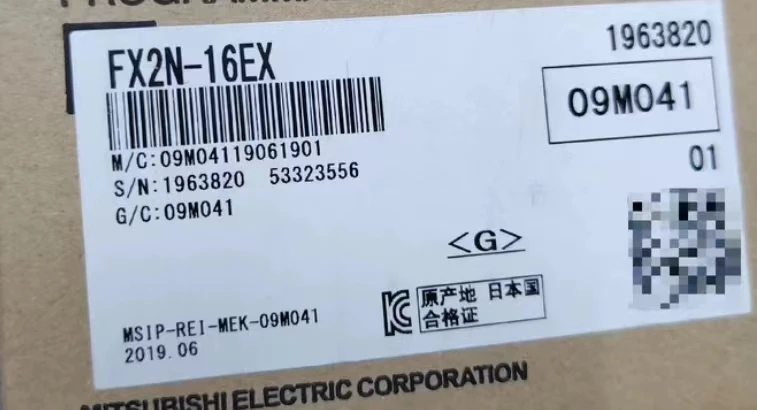 FX2N-16EX
1963820
09M041
01
M/C:09M04119061901
S/N:1963820 53323556
G/C:09M041
<G>
原产地 日本国
合格证
MSIP-REI-MEK-09M041
2019.06
MITSUBISHI ELECTRIC CORPORATION